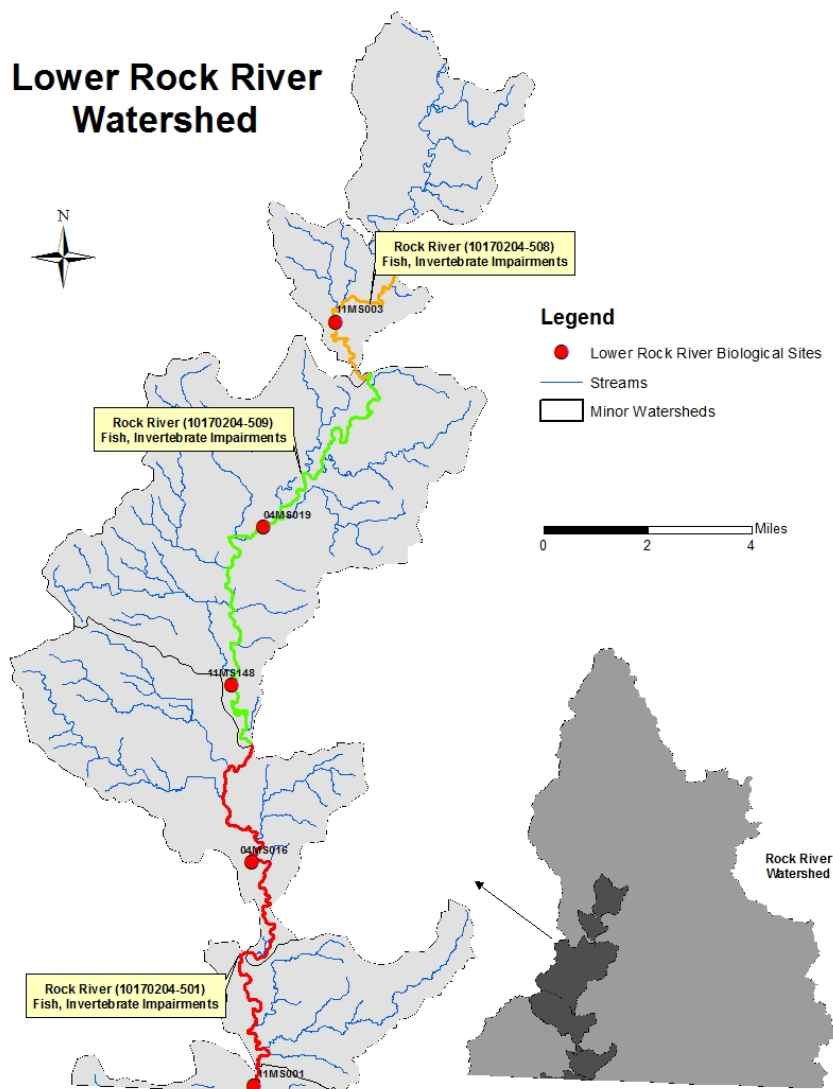 Lower Rock River
Watershed
N
Rock River (10170204-508)
Fish, Invertebrate Impairments
11MS003
Legend
Lower Rock River Biological Sites
Streams
Minor Watersheds
Rock River (10170204-509)
Fish, Invertebrate Impairments
04MS019
Miles
0 2 4
11MS148
04MS016
Rock River
Watershed
Rock River (10170204-501)
Fish, Invertebrate Impairments
11MS001